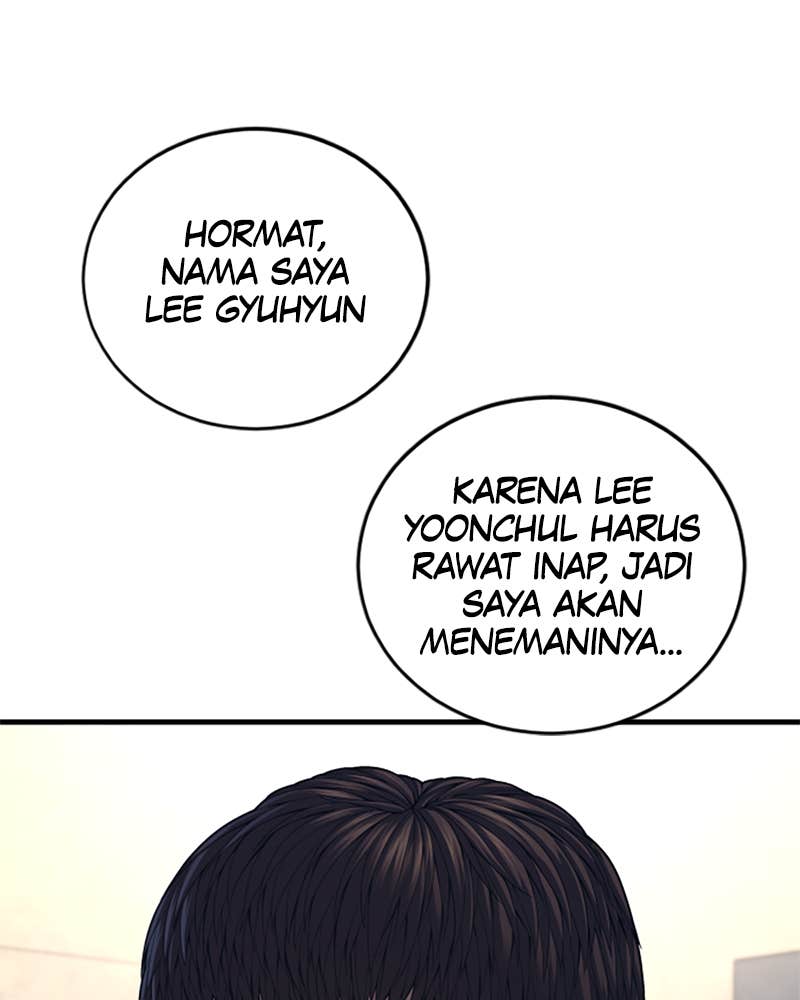 HORMAT,
NAMA SAYA
LEE GYUHYUN
KARENA LEE
YOONCHUL HARUS
RAWAT INAP, JADI
SAYA AKAN
MENEMANINYA...